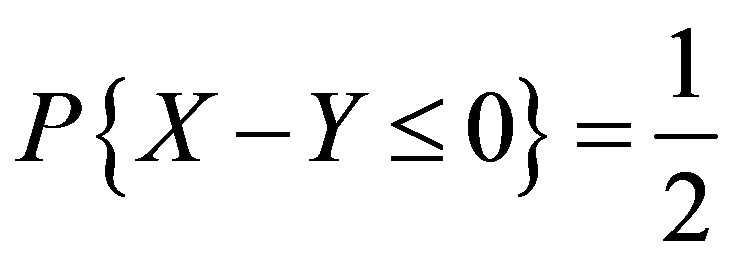 P{X − Y ≤ 0} = 1/2